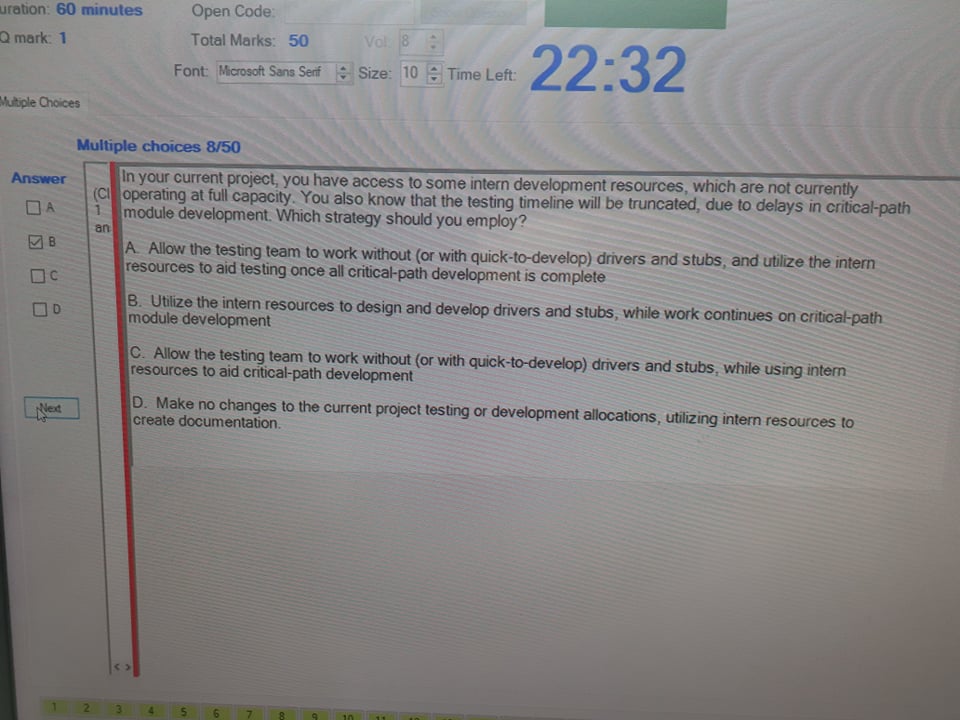 uration: 60 minutes
Open Code:
Q mark: 1
Total Marks: 50
Vol: 8
Font: Microsoft Sans Serif
Size: 10
Time Left: 22:32
Multiple Choices
Multiple choices 8/50
Answer
A
B
C
D
Next
(Cl
1
an
In your current project, you have access to some intern development resources, which are not currently
operating at full capacity. You also know that the testing timeline will be truncated, due to delays in critical-path
module development. Which strategy should you employ?
A. Allow the testing team to work without (or with quick-to-develop) drivers and stubs, and utilize the intern
resources to aid testing once all critical-path development is complete
B. Utilize the intern resources to design and develop drivers and stubs, while work continues on critical-path
module development
C. Allow the testing team to work without (or with quick-to-develop) drivers and stubs, while using intern
resources to aid critical-path development
D. Make no changes to the current project testing or development allocations, utilizing intern resources to
create documentation.
< >
1 2 3 4 5 6 7 8 9 10 11